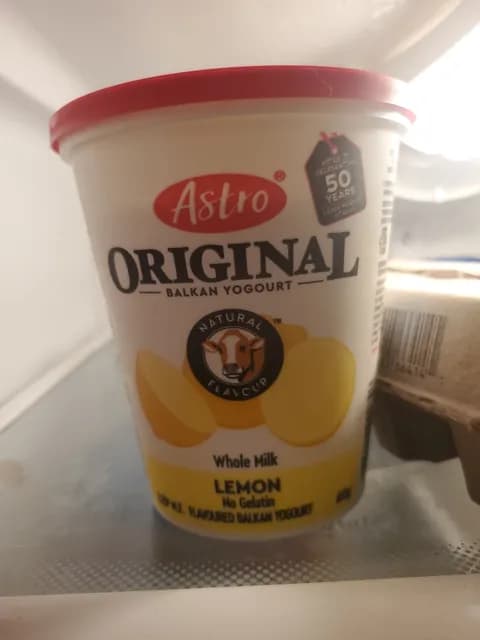 Astro®
50
YEARS
ORIGINAL
BALKAN YOGOURT
NATURAL
FLAVOUR
Whole Milk
LEMON
No Gelatin
M.F. FLAVOURED BALKAN YOGOURT